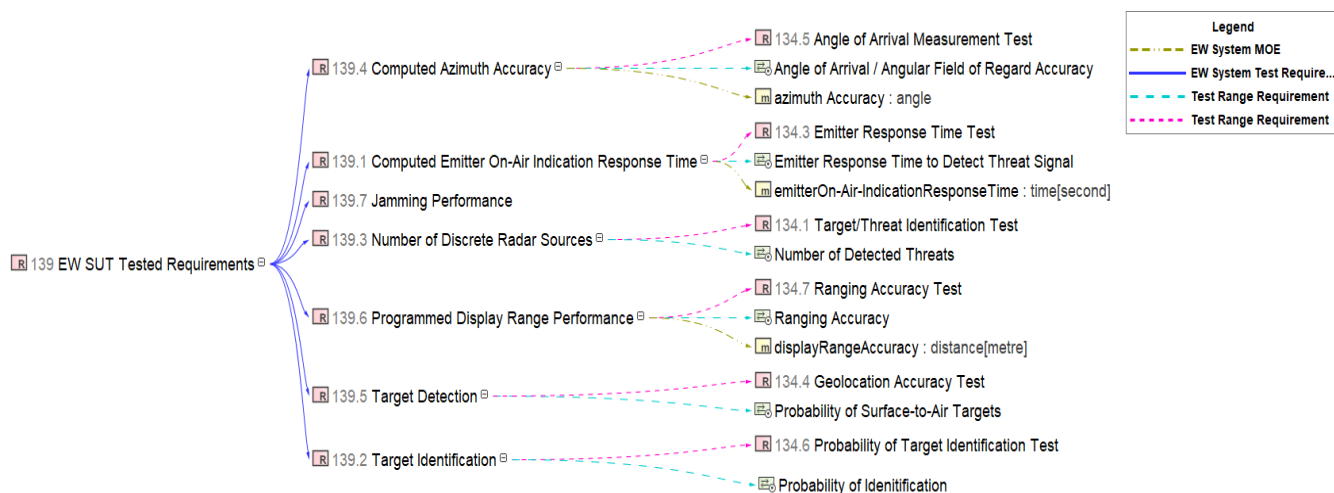 Legend
EW System MOE
EW System Test Require...
Test Range Requirement
Test Range Requirement
R 139 EW SUT Tested Requirements
R 139.4 Computed Azimuth Accuracy
R 134.5 Angle of Arrival Measurement Test
Angle of Arrival / Angular Field of Regard Accuracy
m azimuth Accuracy : angle
R 139.1 Computed Emitter On-Air Indication Response Time
R 134.3 Emitter Response Time Test
Emitter Response Time to Detect Threat Signal
m emitterOn-Air-IndicationResponseTime : time[second]
R 139.7 Jamming Performance
R 139.3 Number of Discrete Radar Sources
R 134.1 Target/Threat Identification Test
Number of Detected Threats
R 139.6 Programmed Display Range Performance
R 134.7 Ranging Accuracy Test
Ranging Accuracy
m displayRangeAccuracy : distance[metre]
R 139.5 Target Detection
R 134.4 Geolocation Accuracy Test
Probability of Surface-to-Air Targets
R 139.2 Target Identification
R 134.6 Probability of Target Identification Test
Probability of Idenitification